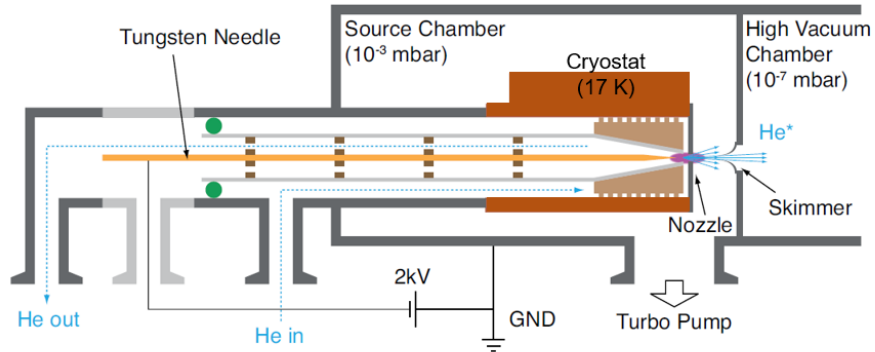 Tungsten Needle
Source Chamber
(10⁻³ mbar)
Cryostat
(17 K)
High Vacuum
Chamber
(10⁻⁷ mbar)
He*
Nozzle
Skimmer
2kV
He out
He in
GND
Turbo Pump